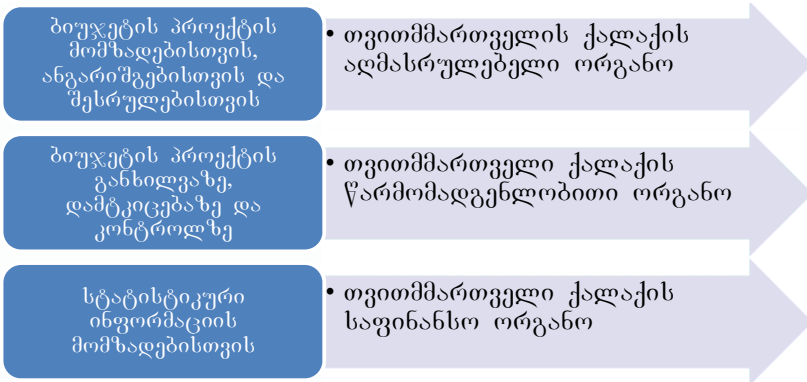 ბიუჯეტის პროექტის
მომზადებისთვის,
ანგარიშგებისთვის და
შესრულებისთვის
• თვითმმართველის ქალაქის
აღმასრულებელი ორგანო
ბიუჯეტის პროექტის
განხილვაზე,
დამტკიცებაზე და
კონტროლზე
• თვითმმართველი ქალაქის
წარმომადგენლობითი ორგანო
სტატისტიკური
ინფორმაციის
მომზადებისთვის
• თვითმმართველი ქალაქის
საფინანსო ორგანო